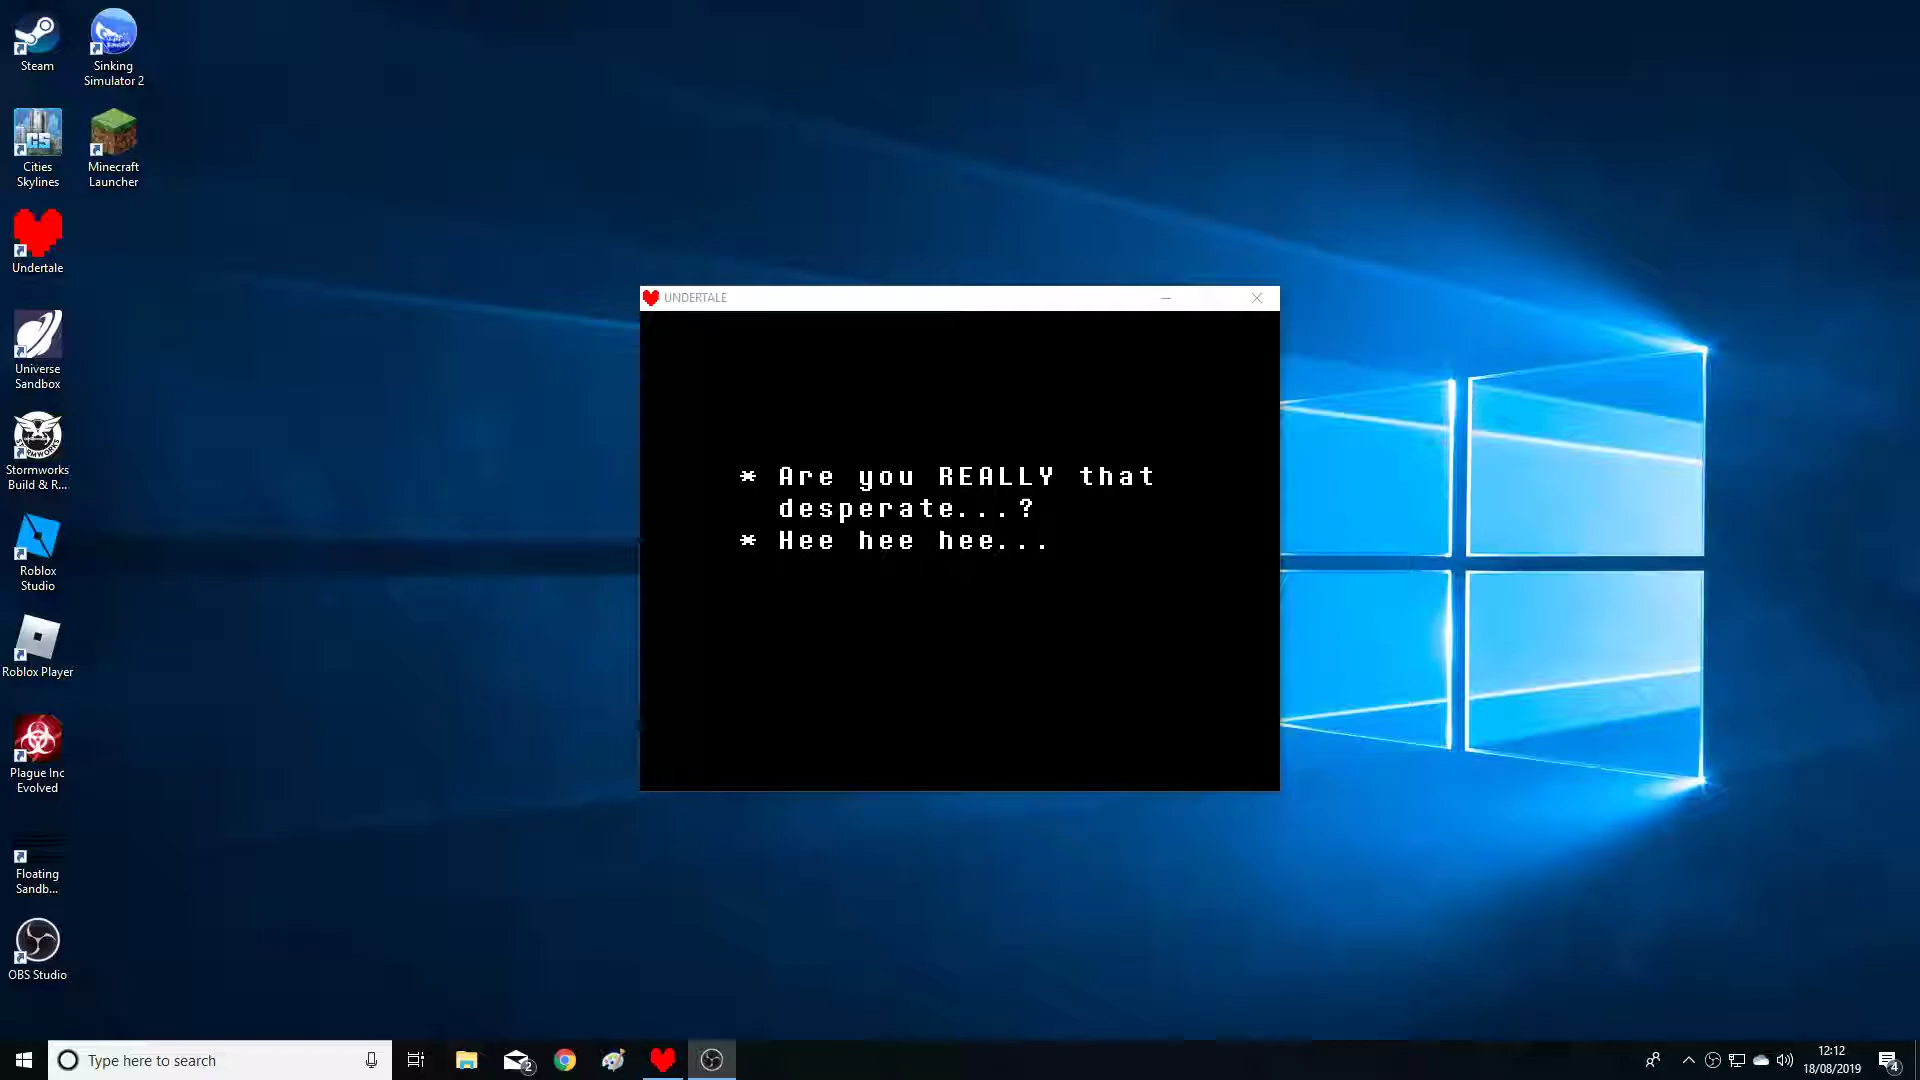 Steam
Sinking
Simulator 2
Cities
Skylines
Minecraft
Launcher
Undertale
Universe
Sandbox
Stormworks
Build & R...
Roblox
Studio
Roblox Player
Plague Inc
Evolved
Floating
Sandb...
OBS Studio
UNDERTALE
* Are you REALLY that
desperate...?
* Hee hee hee...
Type here to search
2
12:12
18/08/2019
4